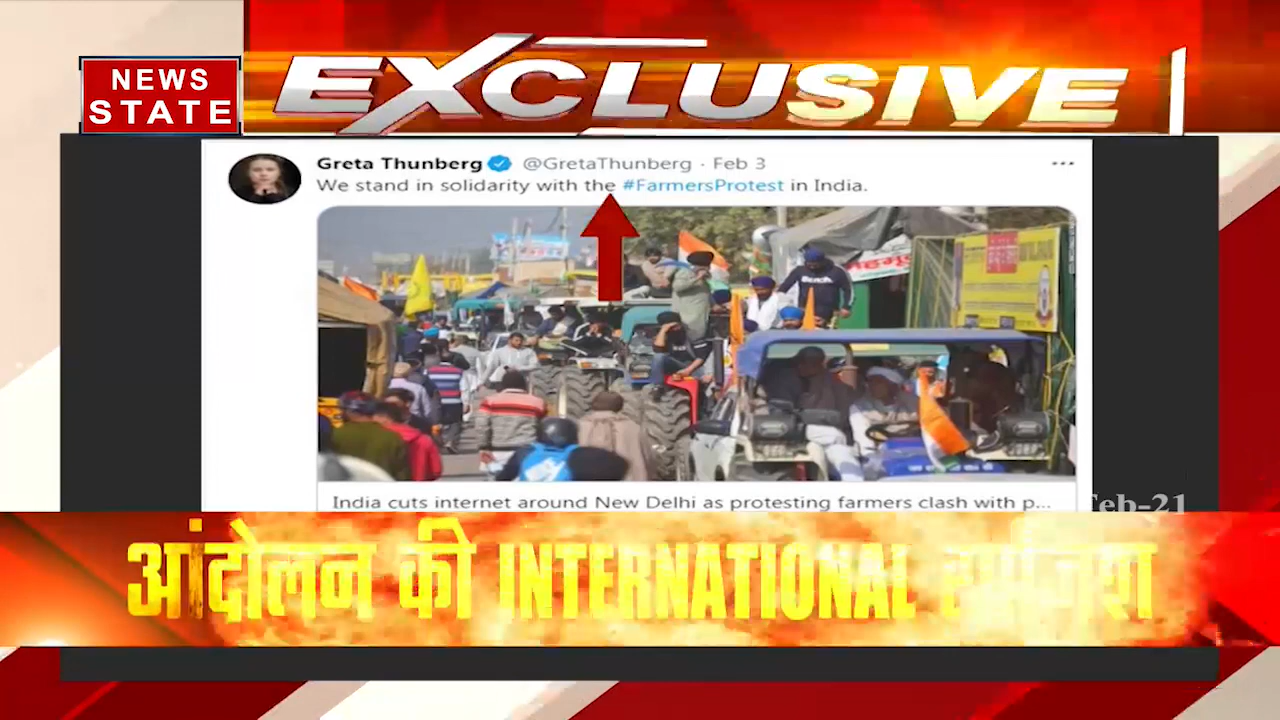 NEWS
STATE
EXCLUSIVE
Greta Thunberg @GretaThunberg · Feb 3
We stand in solidarity with the #FarmersProtest in India.
India cuts internet around New Delhi as protesting farmers clash with p...
Feb-21
आंदोलन की INTERNATIONAL